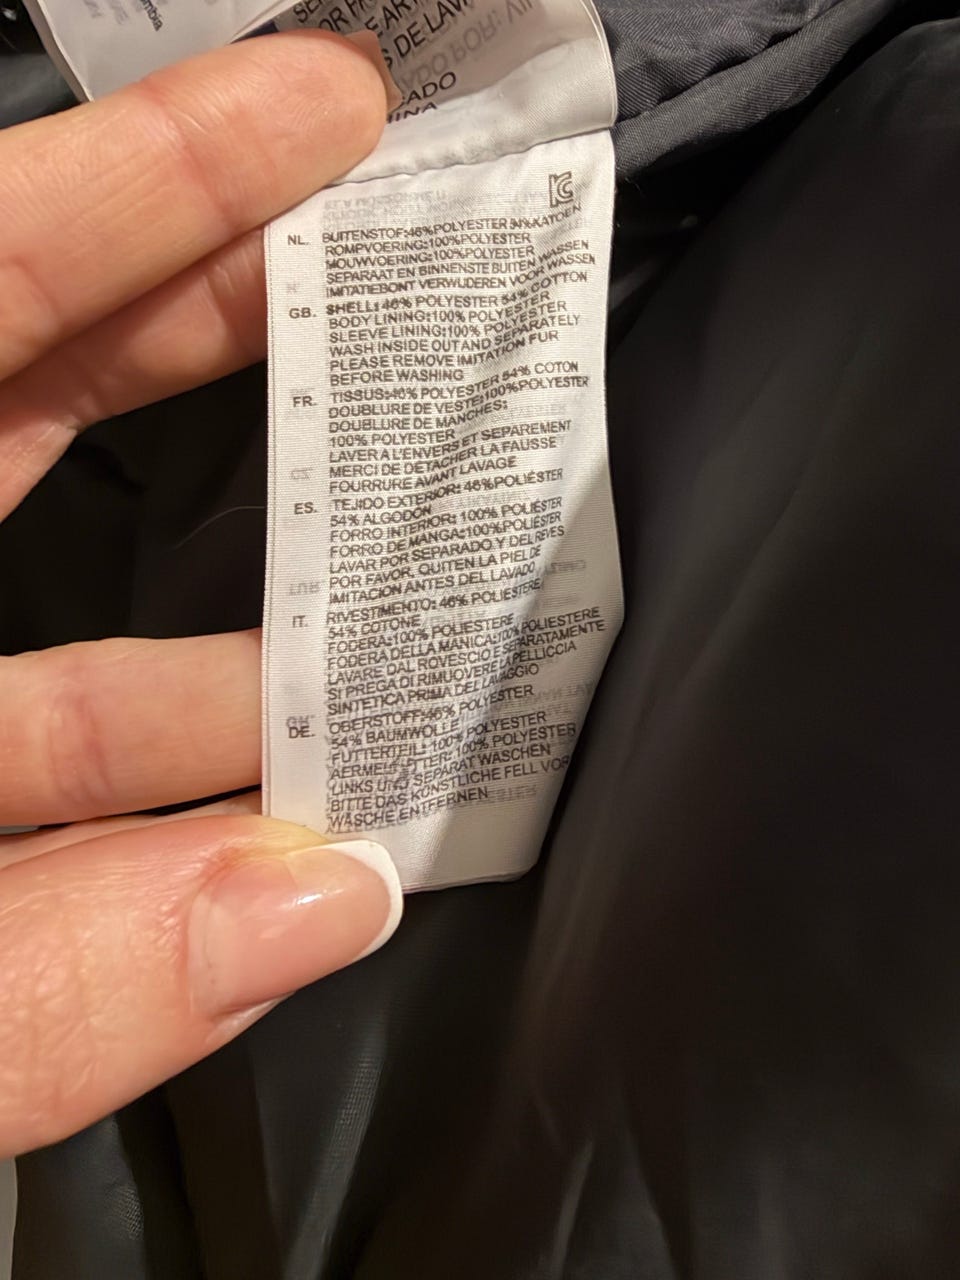 DE LAV
CADO
NL. BUITENSTOF:46%POLYESTER 54%KATOEN
ROMPVOERING:100%POLYESTER
MOUWVOERING:100%POLYESTER
SEPARAAT EN BINNENSTE BUITEN WASSEN
IMITATIEBONT VERWIJDEREN VOOR WASSEN
GB. SHELL:46% POLYESTER 54% COTTON
BODY LINING:100% POLYESTER
SLEEVE LINING:100% POLYESTER
WASH INSIDE OUT AND SEPARATELY
PLEASE REMOVE IMITATION FUR
BEFORE WASHING
FR. TISSUS:46% POLYESTER 54% COTON
DOUBLURE DE VESTE:100%POLYESTER
DOUBLURE DE MANCHES:
100% POLYESTER
LAVER A L'ENVERS ET SEPAREMENT
MERCI DE DETACHER LA FAUSSE
FOURRURE AVANT LAVAGE
ES. TEJIDO EXTERIOR: 46%POLIÉSTER
54% ALGODON
FORRO INTERIOR: 100% POLIÉSTER
FORRO DE MANGA:100%POLIÉSTER
LAVAR POR SEPARADO Y DEL REVES
POR FAVOR, QUITEN LA PIEL DE
IMITACION ANTES DEL LAVADO
IT. RIVESTIMENTO: 46% POLIESTERE,
54% COTONE
FODERA:100% POLIESTERE
FODERA DELLA MANICA:100% POLIESTERE
LAVARE DAL ROVESCIO E SEPARATAMENTE
SI PREGA DI RIMUOVERE LA PELLICCIA
SINTETICA PRIMA DEL LAVAGGIO
DE. OBERSTOFF:46% POLYESTER
54% BAUMWOLLE
FUTTERTEIL: 100% POLYESTER
AERMELFUTTER: 100% POLYESTER
LINKS UND SEPARAT WASCHEN
BITTE DAS KÜNSTLICHE FELL VOR
WÄSCHE ENTFERNEN